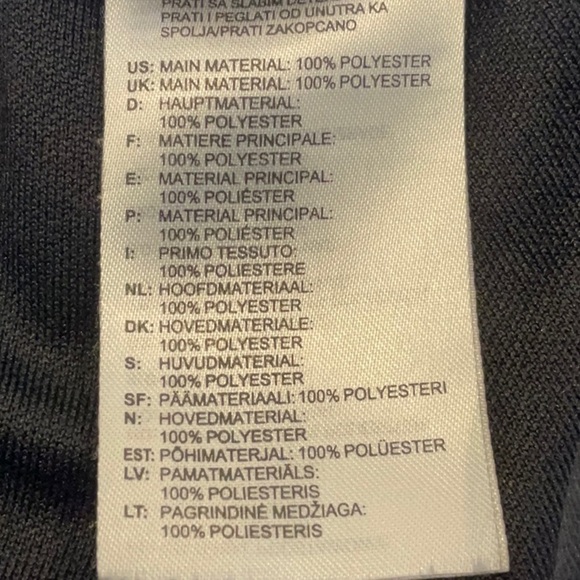 PRATI SA SLABIM DETE
PRATI I PEGLATI OD UNUTRA KA
SPOLJA/PRATI ZAKOPCANO
US: MAIN MATERIAL: 100% POLYESTER
UK: MAIN MATERIAL: 100% POLYESTER
D: HAUPTMATERIAL:
100% POLYESTER
F: MATIERE PRINCIPALE:
100% POLYESTER
E: MATERIAL PRINCIPAL:
100% POLIÉSTER
P: MATERIAL PRINCIPAL:
100% POLIÉSTER
I: PRIMO TESSUTO:
100% POLIESTERE
NL: HOOFDMATERIAAL:
100% POLYESTER
DK: HOVEDMATERIALE:
100% POLYESTER
S: HUVUDMATERIAL:
100% POLYESTER
SF: PÄÄMATERIAALI: 100% POLYESTERI
N: HOVEDMATERIAL:
100% POLYESTER
EST: PÕHIMATERJAL: 100% POLÜESTER
LV: PAMATMATERIĀLS:
100% POLIESTERIS
LT: PAGRINDINĖ MEDŽIAGA:
100% POLIESTERIS